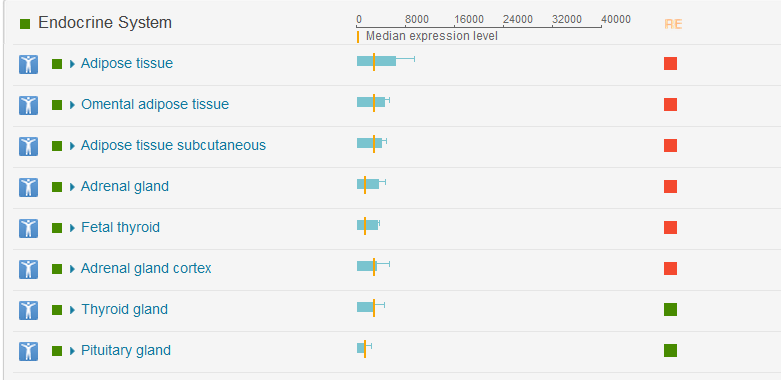 Endocrine System
0 8000 16000 24000 32000 40000
Median expression level
Adipose tissue
Omental adipose tissue
Adipose tissue subcutaneous
Adrenal gland
Fetal thyroid
Adrenal gland cortex
Thyroid gland
Pituitary gland